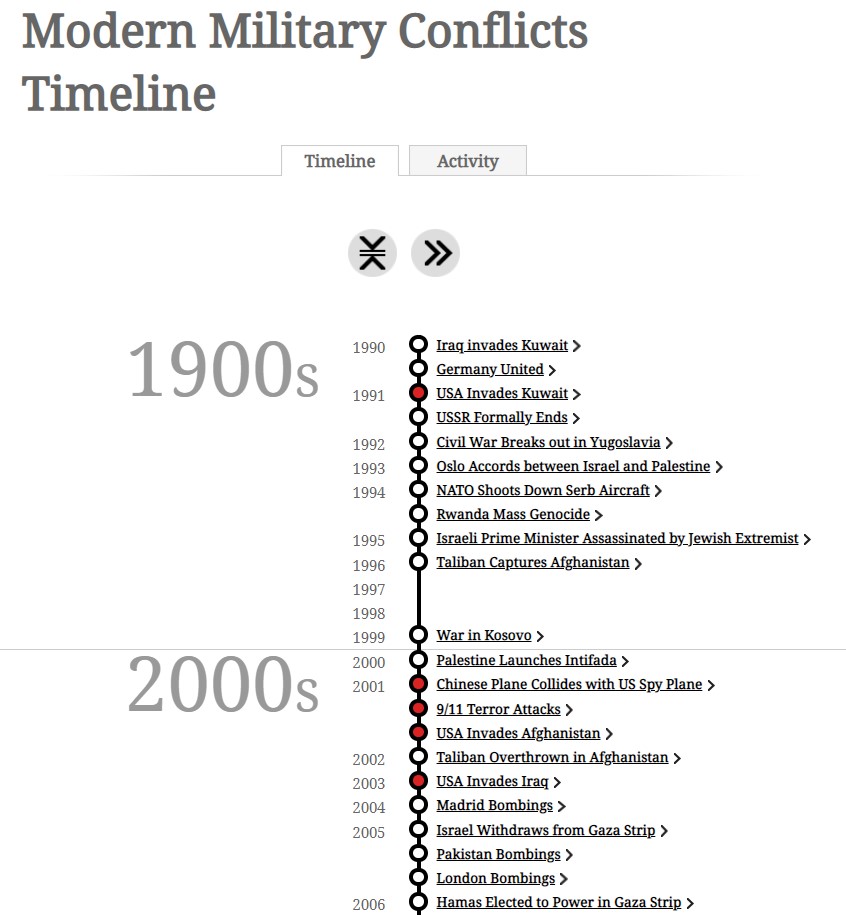 Modern Military Conflicts
Timeline
Timeline Activity
1900s
1990 Iraq invades Kuwait
Germany United
1991 USA Invades Kuwait
USSR Formally Ends
1992 Civil War Breaks out in Yugoslavia
1993 Oslo Accords between Israel and Palestine
1994 NATO Shoots Down Serb Aircraft
Rwanda Mass Genocide
1995 Israeli Prime Minister Assassinated by Jewish Extremist
1996 Taliban Captures Afghanistan
1997
1998
1999 War in Kosovo
2000s
2000 Palestine Launches Intifada
2001 Chinese Plane Collides with US Spy Plane
9/11 Terror Attacks
USA Invades Afghanistan
2002 Taliban Overthrown in Afghanistan
2003 USA Invades Iraq
2004 Madrid Bombings
2005 Israel Withdraws from Gaza Strip
Pakistan Bombings
London Bombings
2006 Hamas Elected to Power in Gaza Strip